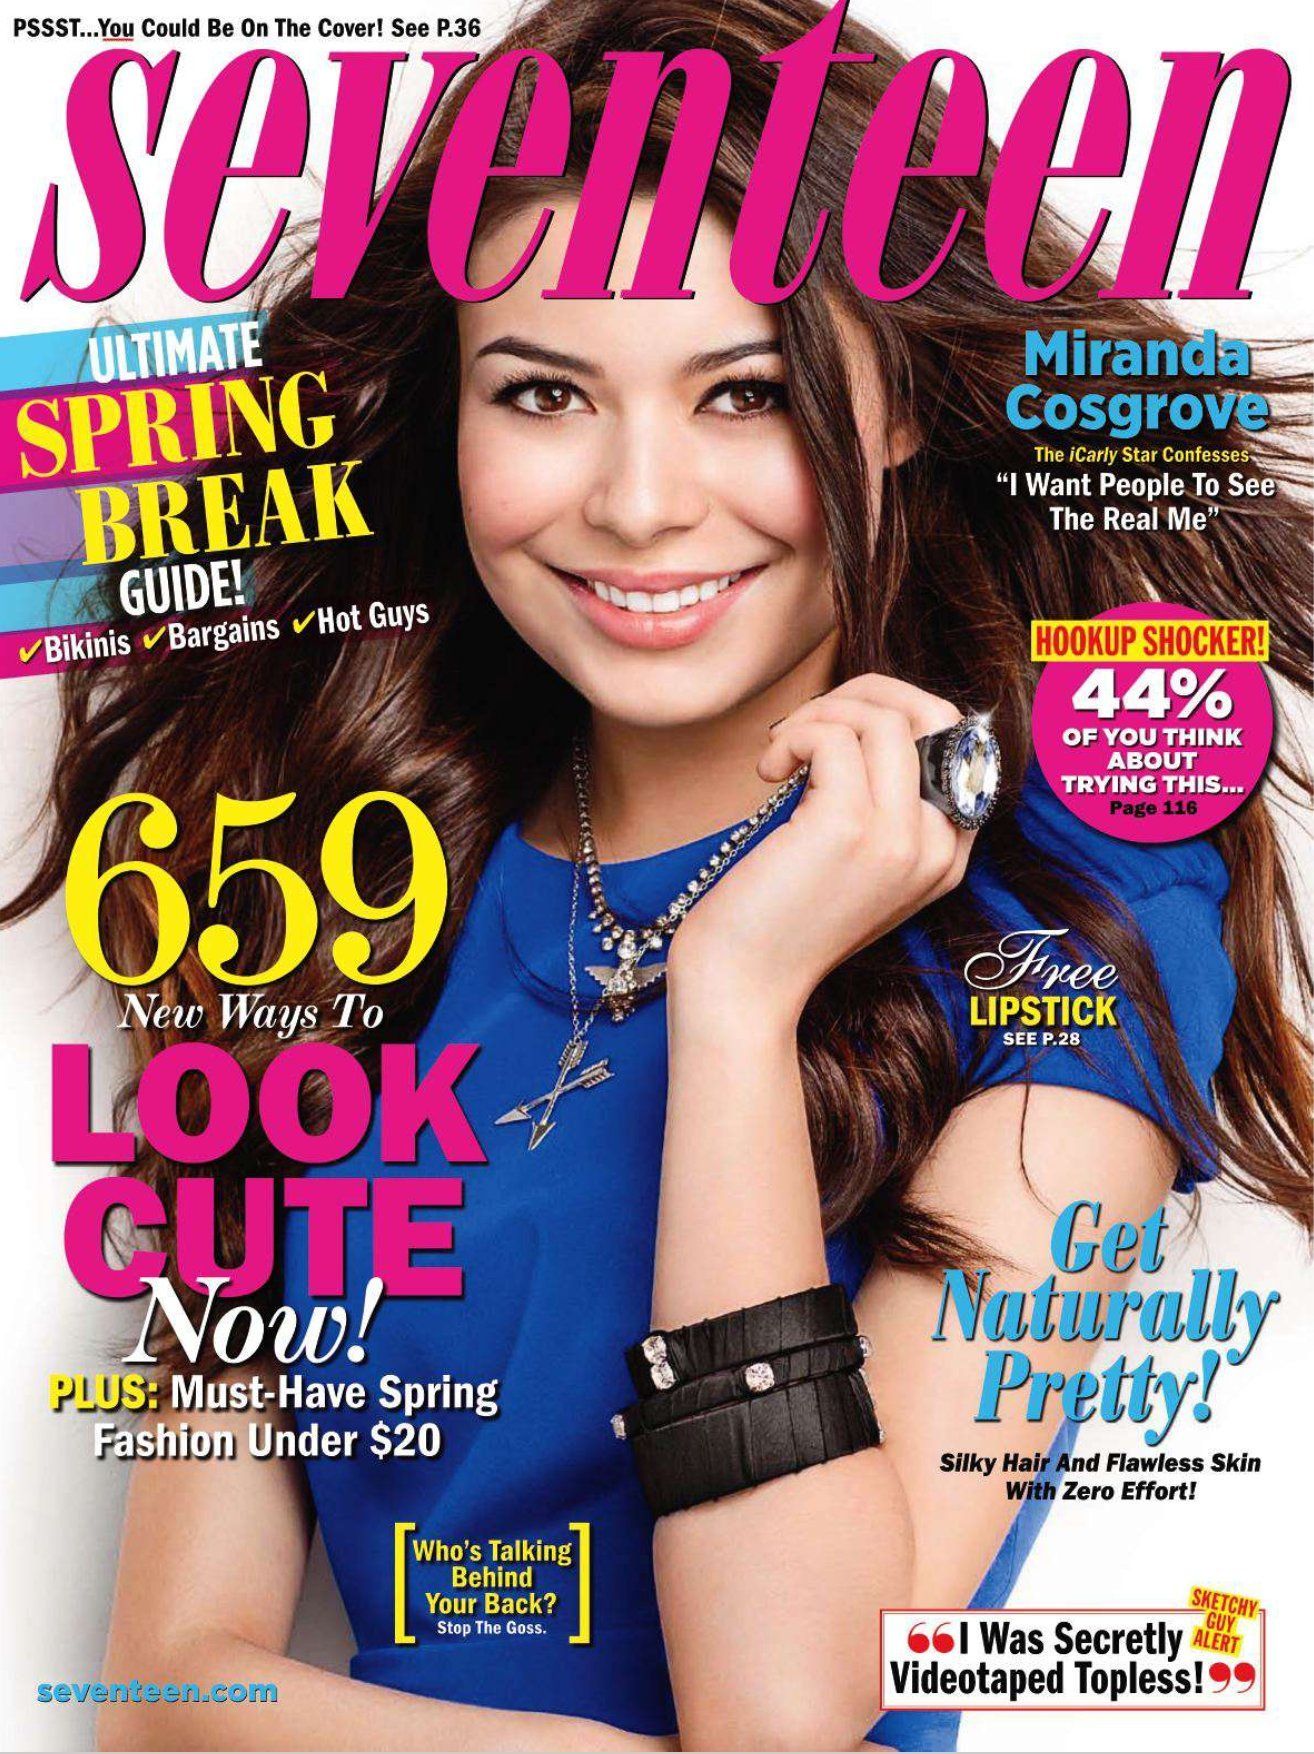 PSSST...You Could Be On The Cover! See P.36
seventeen
ULTIMATE
SPRING
BREAK
GUIDE!
✔Bikinis ✔Bargains ✔Hot Guys
Miranda
Cosgrove
The iCarly Star Confesses
“I Want People To See
The Real Me”
HOOKUP SHOCKER!
44%
OF YOU THINK
ABOUT
TRYING THIS...
Page 116
659
New Ways To
LOOK
CUTE
Now!
PLUS: Must-Have Spring
Fashion Under $20
Free
LIPSTICK
SEE P.28
Get
Naturally
Pretty!
Silky Hair And Flawless Skin
With Zero Effort!
Who's Talking
Behind
Your Back?
Stop The Goss.
SKETCHY
GUY
ALERT
“I Was Secretly
Videotaped Topless!”
seventeen.com